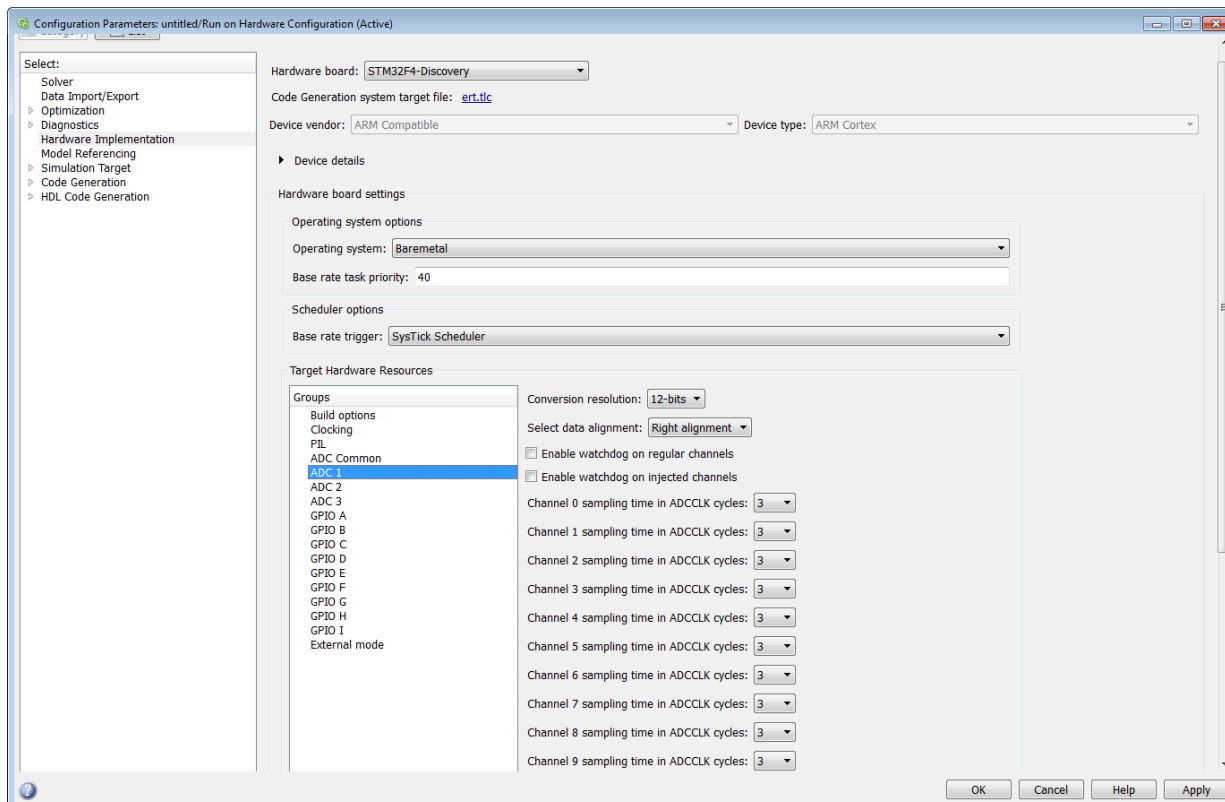 Configuration Parameters: untitled/Run on Hardware Configuration (Active)
Select:
Solver
Data Import/Export
Optimization
Diagnostics
Hardware Implementation
Model Referencing
Simulation Target
Code Generation
HDL Code Generation
Hardware board: STM32F4-Discovery
Code Generation system target file: ert.tlc
Device vendor: ARM Compatible Device type: ARM Cortex
Device details
Hardware board settings
Operating system options
Operating system: Baremetal
Base rate task priority: 40
Scheduler options
Base rate trigger: SysTick Scheduler
Target Hardware Resources
Groups
Build options
Clocking
PIL
ADC Common
ADC 1
ADC 2
ADC 3
GPIO A
GPIO B
GPIO C
GPIO D
GPIO E
GPIO F
GPIO G
GPIO H
GPIO I
External mode
Conversion resolution: 12-bits
Select data alignment: Right alignment
Enable watchdog on regular channels
Enable watchdog on injected channels
Channel 0 sampling time in ADCCLK cycles: 3
Channel 1 sampling time in ADCCLK cycles: 3
Channel 2 sampling time in ADCCLK cycles: 3
Channel 3 sampling time in ADCCLK cycles: 3
Channel 4 sampling time in ADCCLK cycles: 3
Channel 5 sampling time in ADCCLK cycles: 3
Channel 6 sampling time in ADCCLK cycles: 3
Channel 7 sampling time in ADCCLK cycles: 3
Channel 8 sampling time in ADCCLK cycles: 3
Channel 9 sampling time in ADCCLK cycles: 3
OK Cancel Help Apply